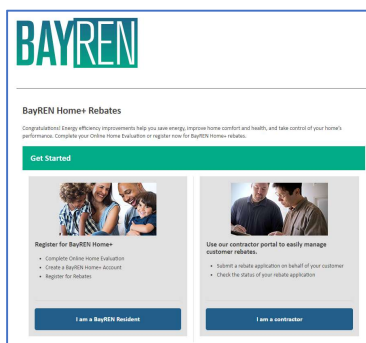 BAYREN
BayREN Home+ Rebates
Congratulations! Energy efficiency improvements help you save energy, improve home comfort and health, and take control of your home's
performance. Complete your Online Home Evaluation or register now for BayREN Home+ rebates.
Get Started
Register for BayREN Home+
• Complete Online Home Evaluation
• Create a BayREN Home+ Account
• Register for Rebates
I am a BayREN Resident
Use our contractor portal to easily manage
customer rebates.
• Submit a rebate application on behalf of your customer
• Check the status of your rebate application
I am a contractor